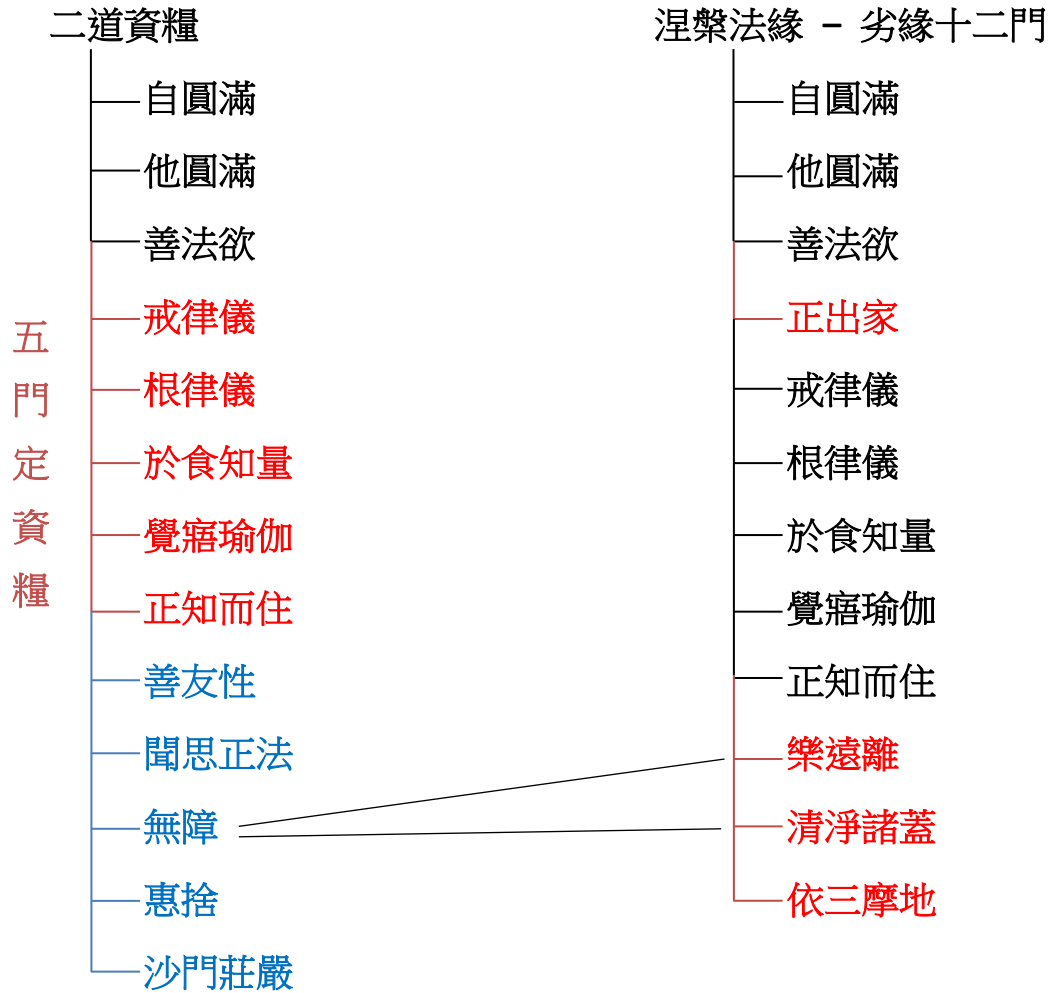 二道資糧
自圓滿
他圓滿
善法欲
戒律儀
根律儀
於食知量
覺寤瑜伽
正知而住
善友性
聞思正法
無障
惠捨
沙門莊嚴
五門定資糧
涅槃法緣 － 劣緣十二門
自圓滿
他圓滿
善法欲
正出家
戒律儀
根律儀
於食知量
覺寤瑜伽
正知而住
樂遠離
清淨諸蓋
依三摩地